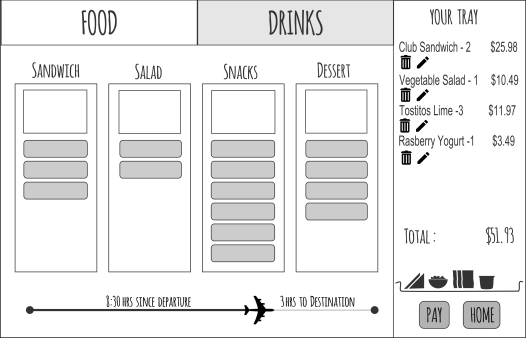 FOOD
DRINKS
SANDWICH
SALAD
SNACKS
DESSERT
8:30 HRS SINCE DEPARTURE
3 HRS TO DESTINATION
YOUR TRAY
Club Sandwich - 2 $25.98
Vegetable Salad - 1 $10.49
Tostitos Lime -3 $11.97
Rasberry Yogurt -1 $3.49
TOTAL : $51.93
PAY
HOME